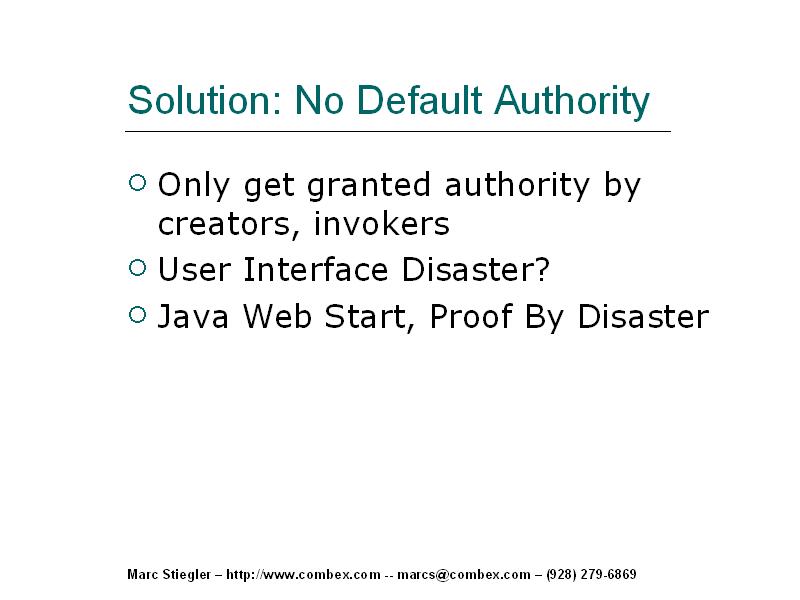 Solution: No Default Authority
Only get granted authority by
creators, invokers
User Interface Disaster?
Java Web Start, Proof By Disaster
Marc Stiegler – http://www.combex.com -- marcs@combex.com – (928) 279-6869